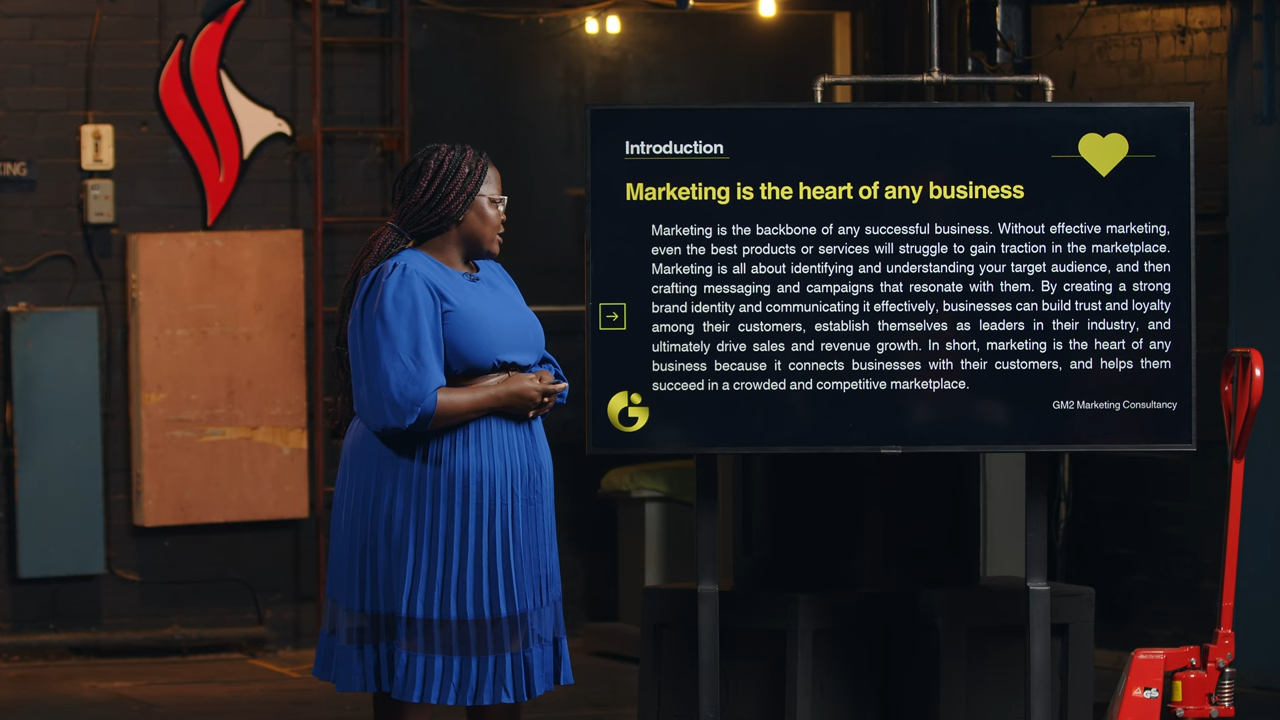 KING
Introduction
Marketing is the heart of any business
Marketing is the backbone of any successful business. Without effective marketing,
even the best products or services will struggle to gain traction in the marketplace.
Marketing is all about identifying and understanding your target audience, and then
crafting messaging and campaigns that resonate with them. By creating a strong
brand identity and communicating it effectively, businesses can build trust and loyalty
among their customers, establish themselves as leaders in their industry, and
ultimately drive sales and revenue growth. In short, marketing is the heart of any
business because it connects businesses with their customers, and helps them
succeed in a crowded and competitive marketplace.
GM2 Marketing Consultancy
GS